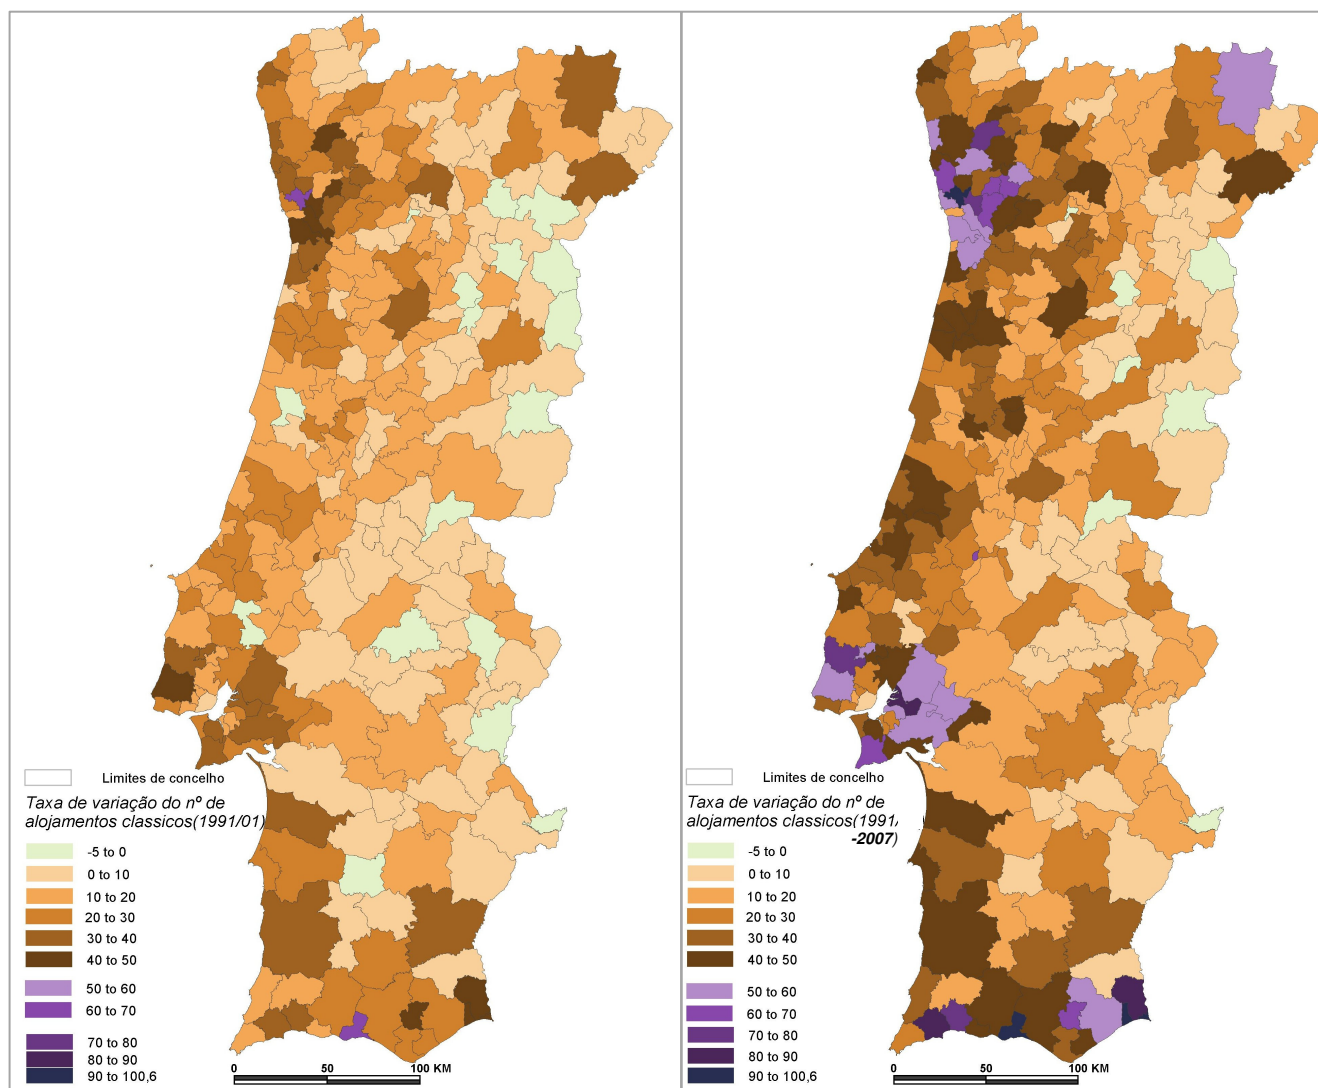 Limites de concelho
Taxa de variação do nº de
alojamentos classicos(1991/01)
-5 to 0
0 to 10
10 to 20
20 to 30
30 to 40
40 to 50
50 to 60
60 to 70
70 to 80
80 to 90
90 to 100,6
0 50 100 KM
Limites de concelho
Taxa de variação do nº de
alojamentos classicos(1991/
-2007)
-5 to 0
0 to 10
10 to 20
20 to 30
30 to 40
40 to 50
50 to 60
60 to 70
70 to 80
80 to 90
90 to 100,6
0 50 100 KM